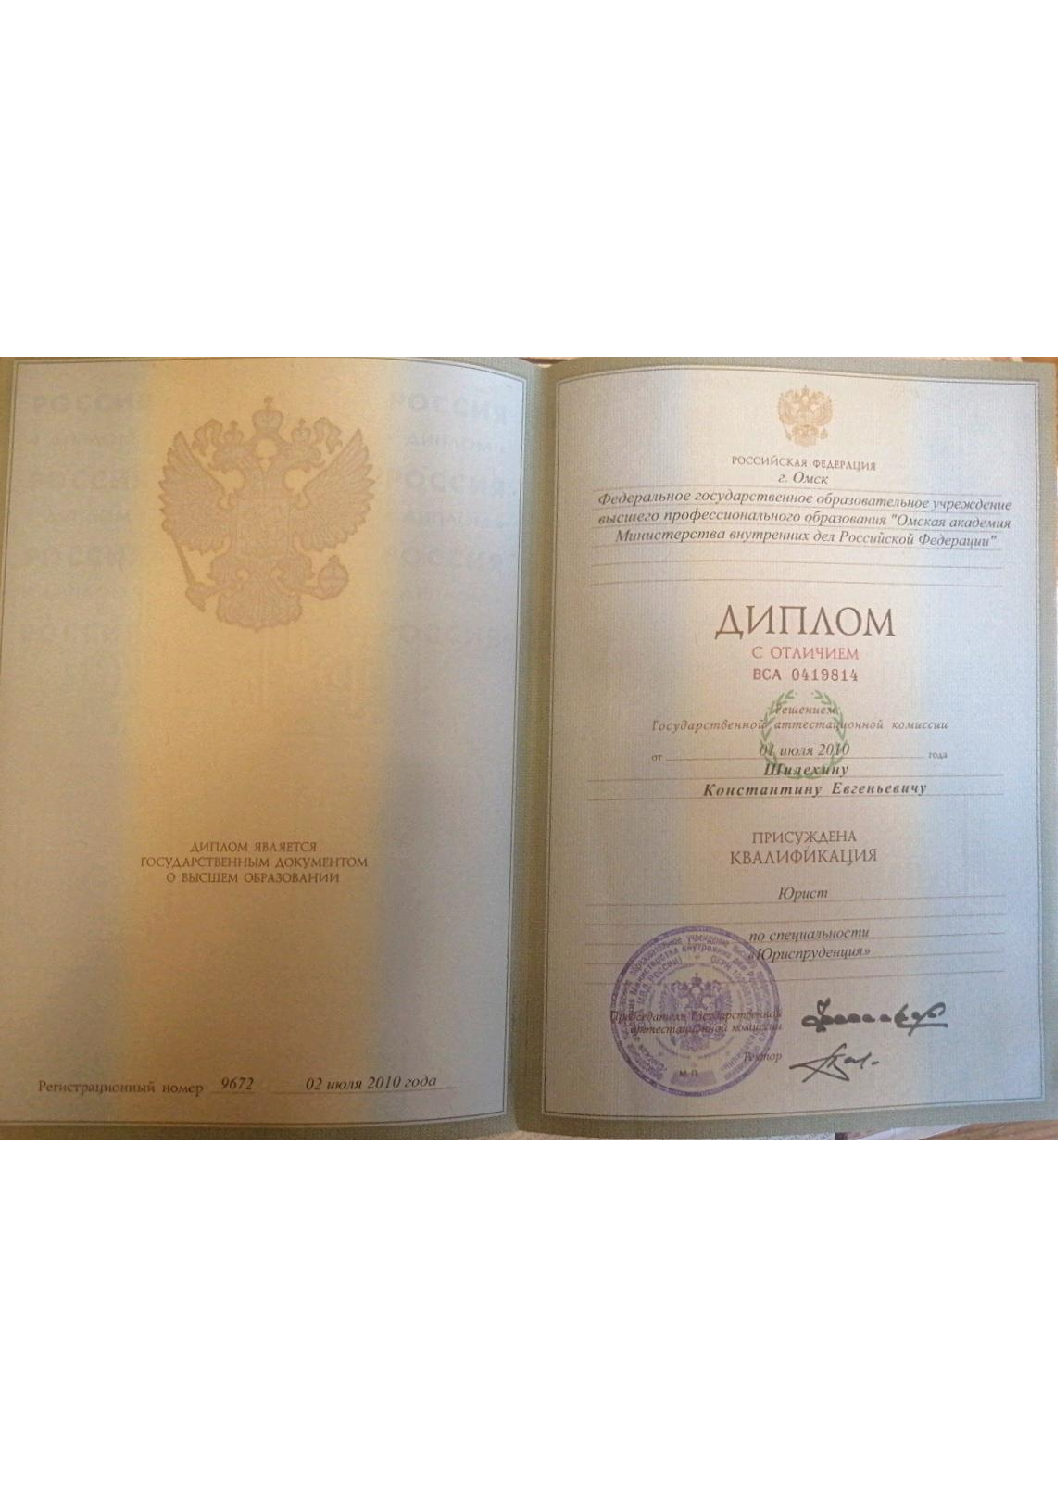 ДИПЛОМ ЯВЛЯЕТСЯ
ГОСУДАРСТВЕННЫМ ДОКУМЕНТОМ
О ВЫСШЕМ ОБРАЗОВАНИИ
Регистрационный номер 9672 02 июля 2010 года
РОССИЙСКАЯ ФЕДЕРАЦИЯ
г. Омск
Федеральное государственное образовательное учреждение
высшего профессионального образования "Омская академия
Министерства внутренних дел Российской Федерации"
ДИПЛОМ
С ОТЛИЧИЕМ
ВСА 0419814
Решением
Государственной аттестационной комиссии
от 01 июля 2010 года
Шилехину
Константину Евгеньевичу
ПРИСУЖДЕНА
КВАЛИФИКАЦИЯ
Юрист
по специальности
«Юриспруденция»
Председатель Государственной
аттестационной комиссии
Ректор
М.П.